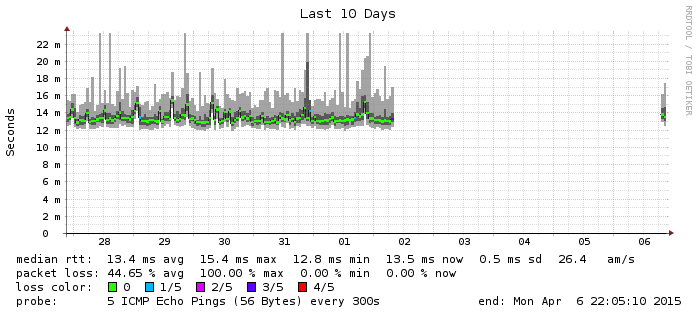 Last 10 Days
RRDTOOL / TOBI OETIKER
Seconds
22 m
20 m
18 m
16 m
14 m
12 m
10 m
8 m
6 m
4 m
2 m
0
28 29 30 31 01 02 03 04 05 06
median rtt: 13.4 ms avg 15.4 ms max 12.8 ms min 13.5 ms now 0.5 ms sd 26.4 am/s
packet loss: 44.65 % avg 100.00 % max 0.00 % min 0.00 % now
loss color: 0 1/5 2/5 3/5 4/5
probe: 5 ICMP Echo Pings (56 Bytes) every 300s end: Mon Apr 6 22:05:10 2015